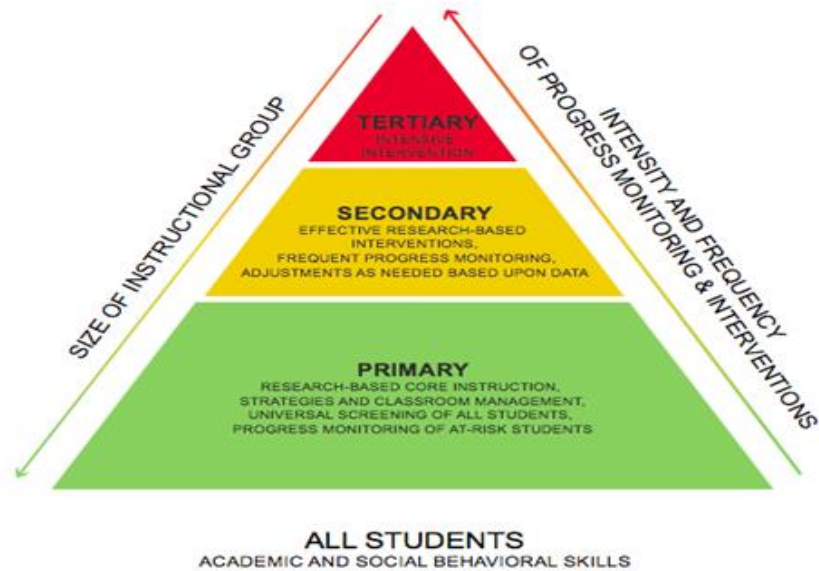 TERTIARY
INTENSIVE
INTERVENTION
SECONDARY
EFFECTIVE RESEARCH-BASED
INTERVENTIONS,
FREQUENT PROGRESS MONITORING,
ADJUSTMENTS AS NEEDED BASED UPON DATA
PRIMARY
RESEARCH-BASED CORE INSTRUCTION,
STRATEGIES AND CLASSROOM MANAGEMENT,
UNIVERSAL SCREENING OF ALL STUDENTS,
PROGRESS MONITORING OF AT-RISK STUDENTS
SIZE OF INSTRUCTIONAL GROUP
INTENSITY AND FREQUENCY
OF PROGRESS MONITORING & INTERVENTIONS
ALL STUDENTS
ACADEMIC AND SOCIAL BEHAVIORAL SKILLS